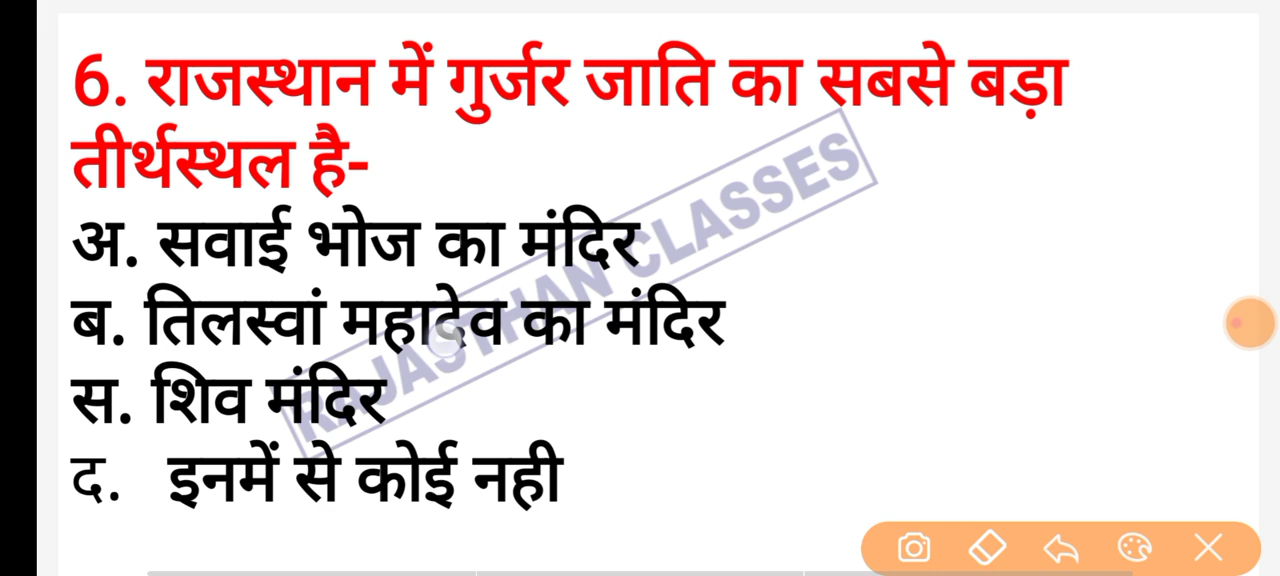 6. राजस्थान में गुर्जर जाति का सबसे बड़ा
तीर्थस्थल है-
अ. सवाई भोज का मंदिर
ब. तिलस्वां महादेव का मंदिर
स. शिव मंदिर
द. इनमें से कोई नही
RAJASTHAN CLASSES